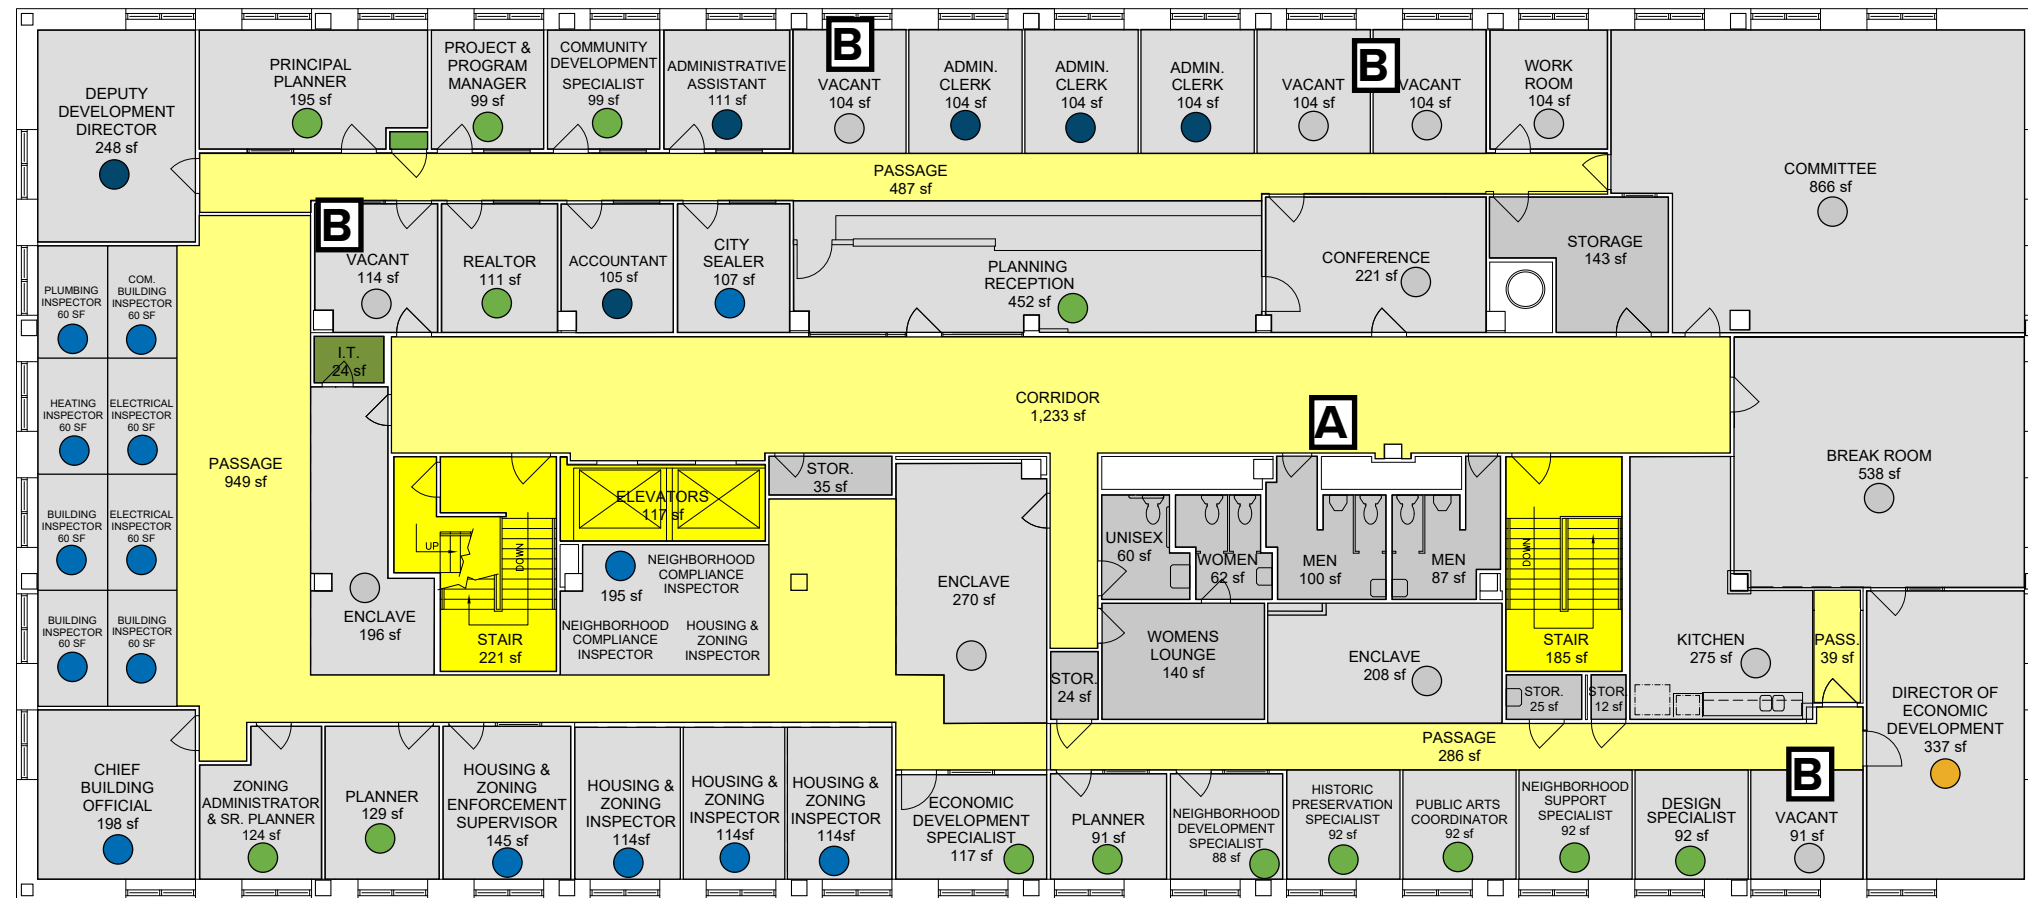 DEPUTY
DEVELOPMENT
DIRECTOR
248 sf
PRINCIPAL
PLANNER
195 sf
PROJECT &
PROGRAM
MANAGER
99 sf
COMMUNITY
DEVELOPMENT
SPECIALIST
99 sf
ADMINISTRATIVE
ASSISTANT
111 sf
B
VACANT
104 sf
ADMIN.
CLERK
104 sf
ADMIN.
CLERK
104 sf
ADMIN.
CLERK
104 sf
VACANT
104 sf
B
VACANT
104 sf
WORK
ROOM
104 sf
COMMITTEE
866 sf
PASSAGE
487 sf
B
VACANT
114 sf
REALTOR
111 sf
ACCOUNTANT
105 sf
CITY
SEALER
107 sf
PLANNING
RECEPTION
452 sf
CONFERENCE
221 sf
STORAGE
143 sf
PLUMBING
INSPECTOR
60 SF
COM.
BUILDING
INSPECTOR
60 SF
HEATING
INSPECTOR
60 SF
ELECTRICAL
INSPECTOR
60 SF
BUILDING
INSPECTOR
60 SF
ELECTRICAL
INSPECTOR
60 SF
BUILDING
INSPECTOR
60 SF
BUILDING
INSPECTOR
60 SF
PASSAGE
949 sf
I.T.
24 sf
CORRIDOR
1,233 sf
A
BREAK ROOM
538 sf
ENCLAVE
196 sf
UP
DOWN
STAIR
221 sf
ELEVATORS
117 sf
STOR.
35 sf
195 sf
NEIGHBORHOOD
COMPLIANCE
INSPECTOR
NEIGHBORHOOD
COMPLIANCE
INSPECTOR
HOUSING &
ZONING
INSPECTOR
ENCLAVE
270 sf
UNISEX
60 sf
WOMEN
62 sf
MEN
100 sf
MEN
87 sf
DOWN
STAIR
185 sf
WOMENS
LOUNGE
140 sf
STOR.
24 sf
ENCLAVE
208 sf
STOR.
25 sf
STOR.
12 sf
KITCHEN
275 sf
PASS.
39 sf
DIRECTOR OF
ECONOMIC
DEVELOPMENT
337 sf
PASSAGE
286 sf
CHIEF
BUILDING
OFFICIAL
198 sf
ZONING
ADMINISTRATOR
& SR. PLANNER
124 sf
PLANNER
129 sf
HOUSING &
ZONING
ENFORCEMENT
SUPERVISOR
145 sf
HOUSING &
ZONING
INSPECTOR
114sf
HOUSING &
ZONING
INSPECTOR
114sf
HOUSING &
ZONING
INSPECTOR
114sf
ECONOMIC
DEVELOPMENT
SPECIALIST
117 sf
PLANNER
91 sf
NEIGHBORHOOD
DEVELOPMENT
SPECIALIST
88 sf
HISTORIC
PRESERVATION
SPECIALIST
92 sf
PUBLIC ARTS
COORDINATOR
92 sf
NEIGHBORHOOD
SUPPORT
SPECIALIST
92 sf
DESIGN
SPECIALIST
92 sf
B
VACANT
91 sf